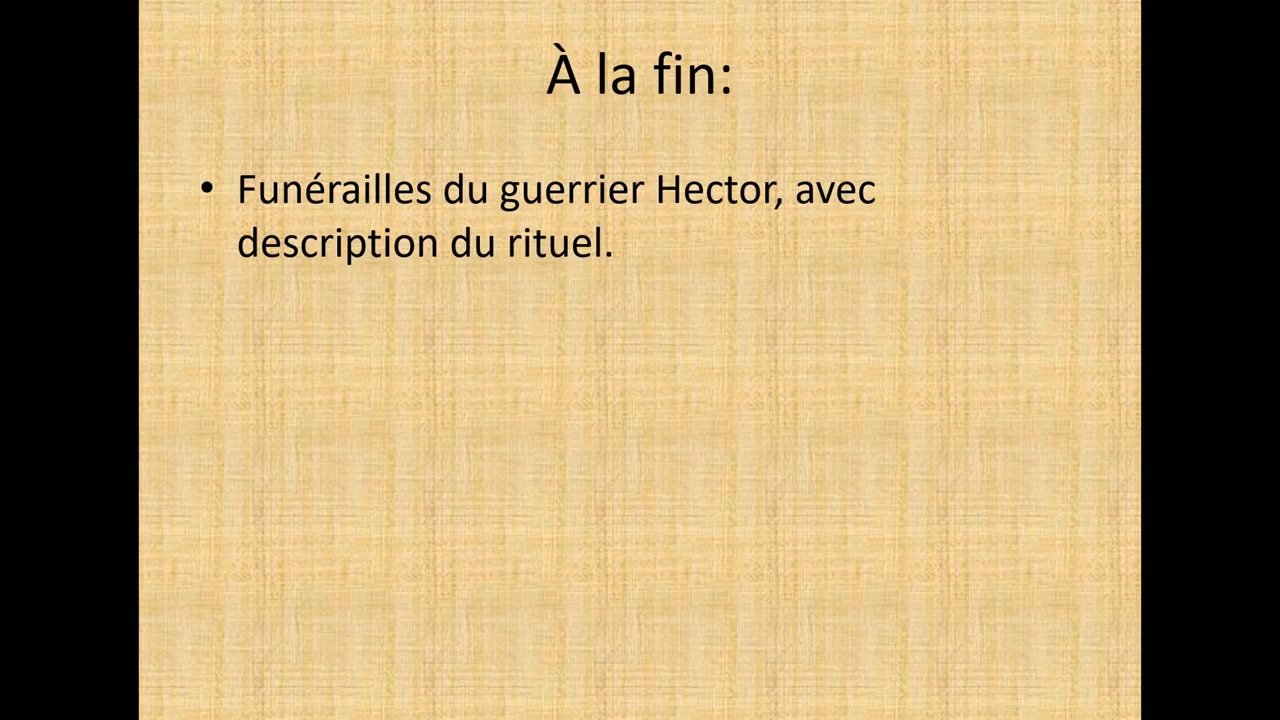 À la fin:
• Funérailles du guerrier Hector, avec
description du rituel.